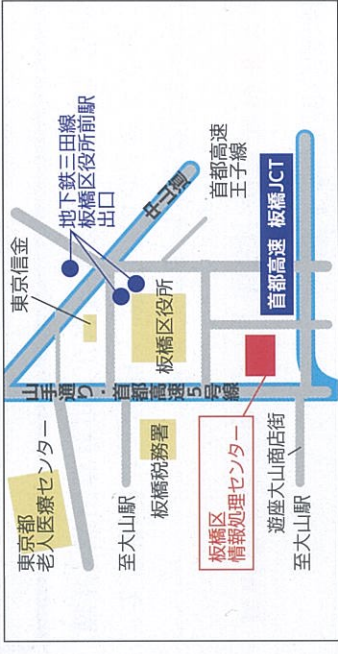 東京信金
地下鉄三田線
板橋区役所前駅
出口
中山道
首都高速
王子線
首都高速 板橋JCT
板橋区役所
山手通り・首都高速5号線
東京都
老人医療センター
至大山駅
板橋税務署
板橋区
情報処理センター
遊座大山商店街
至大山駅